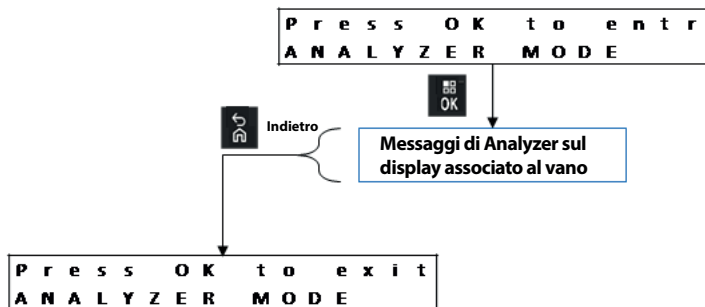 Press OK to entr
ANALYZER MODE
OK
Indietro
Messaggi di Analyzer sul
display associato al vano
Press OK to exit
ANALYZER MODE